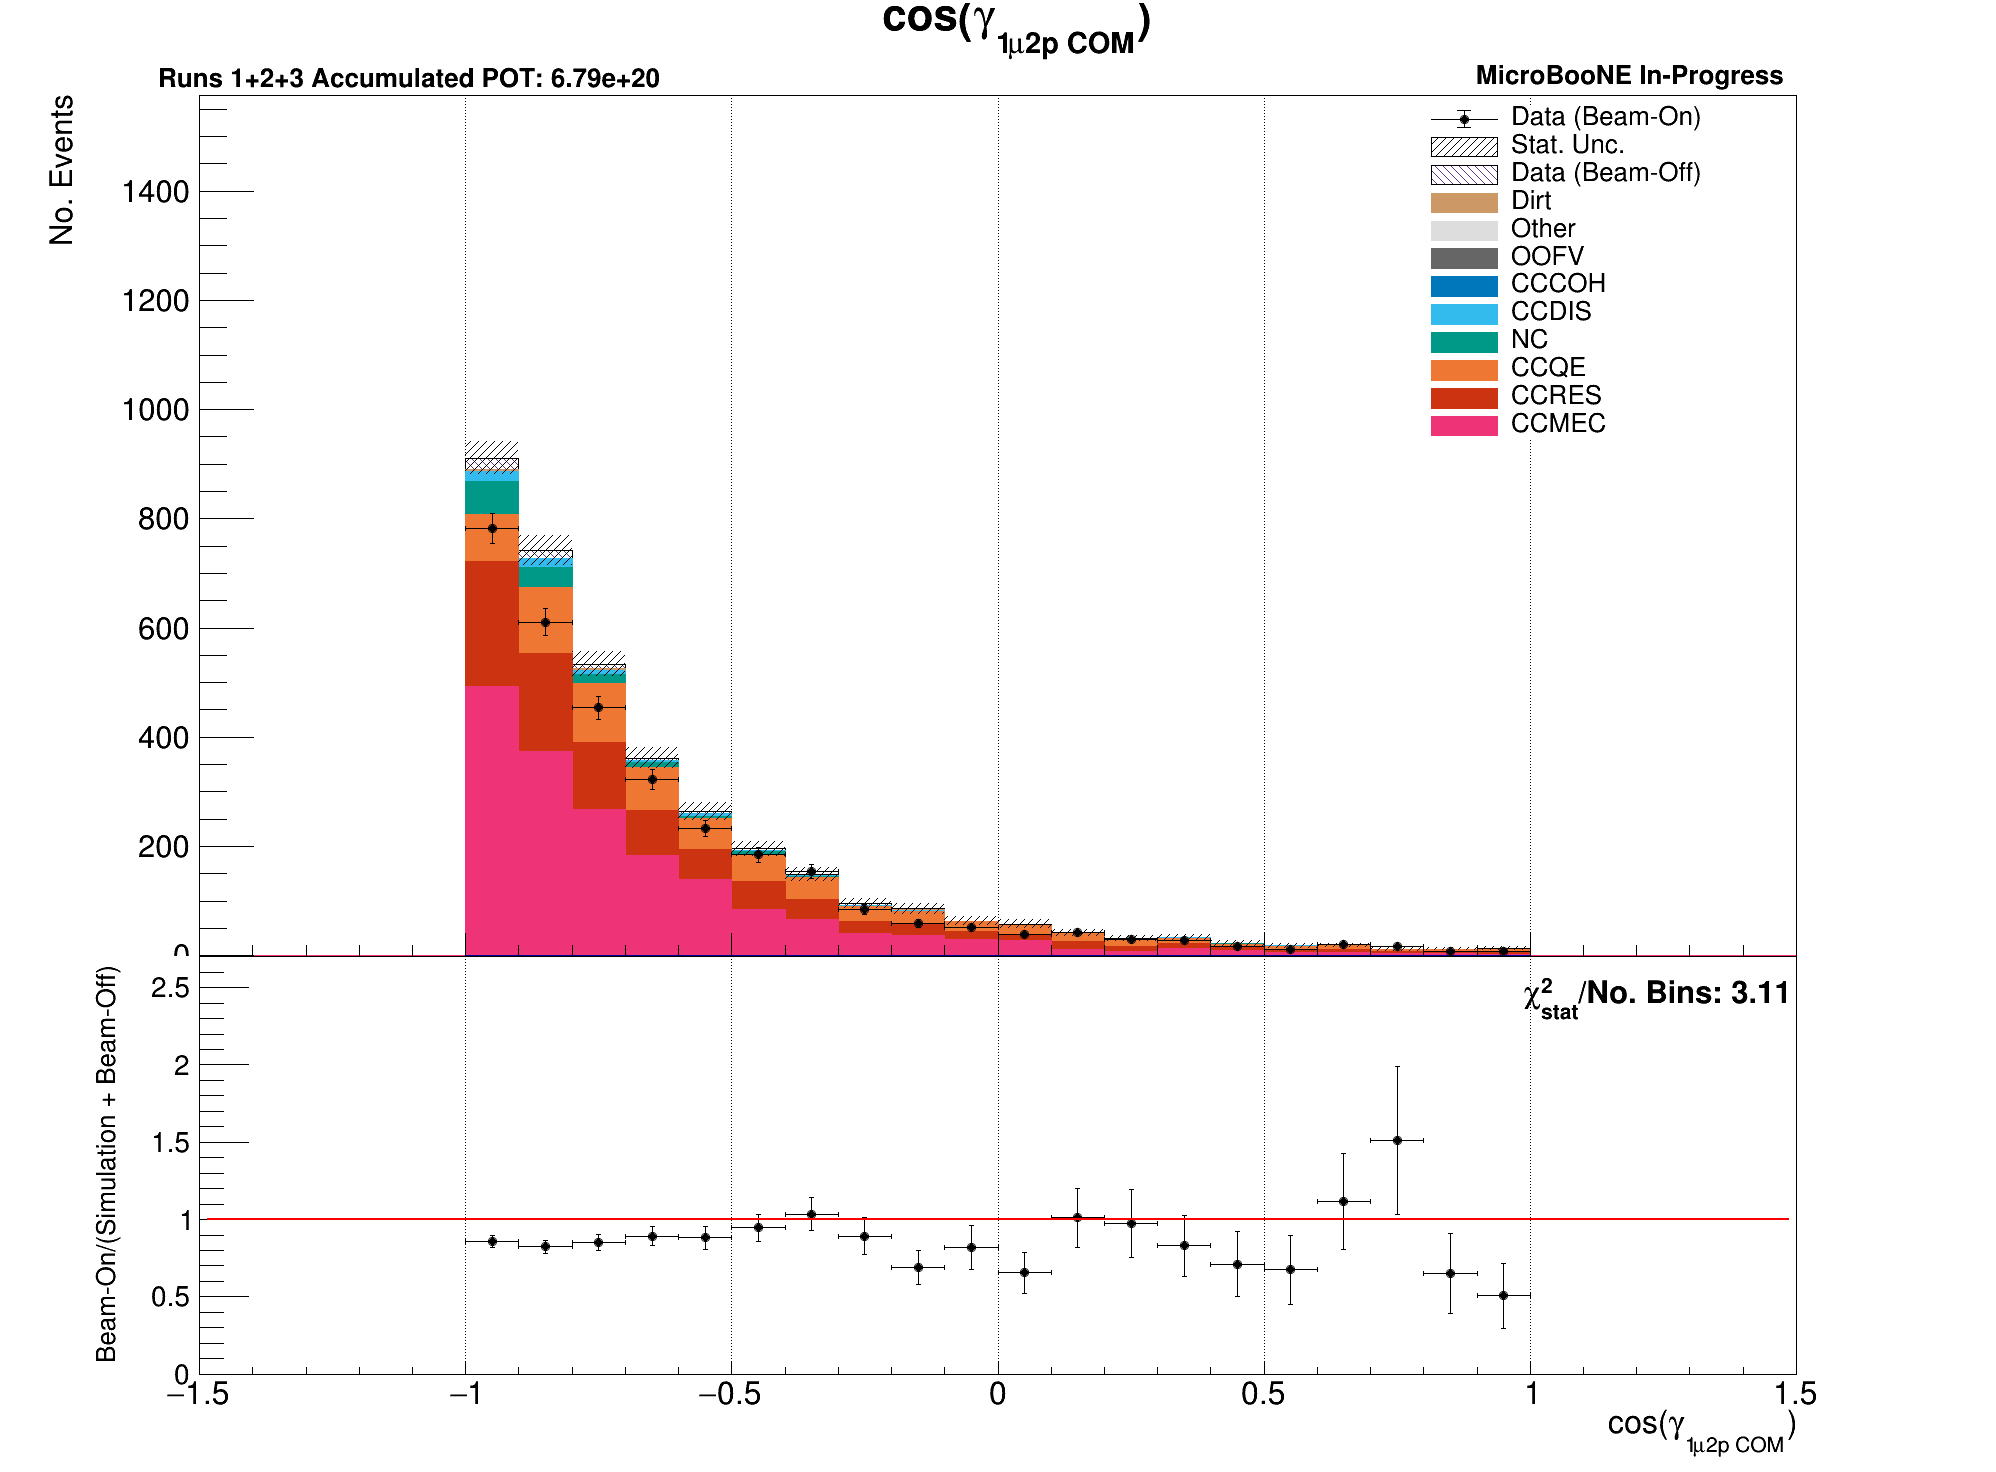 cos(γ1μ2p COM)
Runs 1+2+3 Accumulated POT: 6.79e+20
MicroBooNE In-Progress
No. Events
Data (Beam-On)
Stat. Unc.
Data (Beam-Off)
Dirt
Other
OOFV
CCCOH
CCDIS
NC
CCQE
CCRES
CCMEC
1400
1200
1000
800
600
400
200
0
Beam-On/(Simulation + Beam-Off)
χ²stat/No. Bins: 3.11
2.5
2
1.5
1
0.5
0
−1.5 −1 −0.5 0 0.5 1 1.5
cos(γ1μ2p COM)